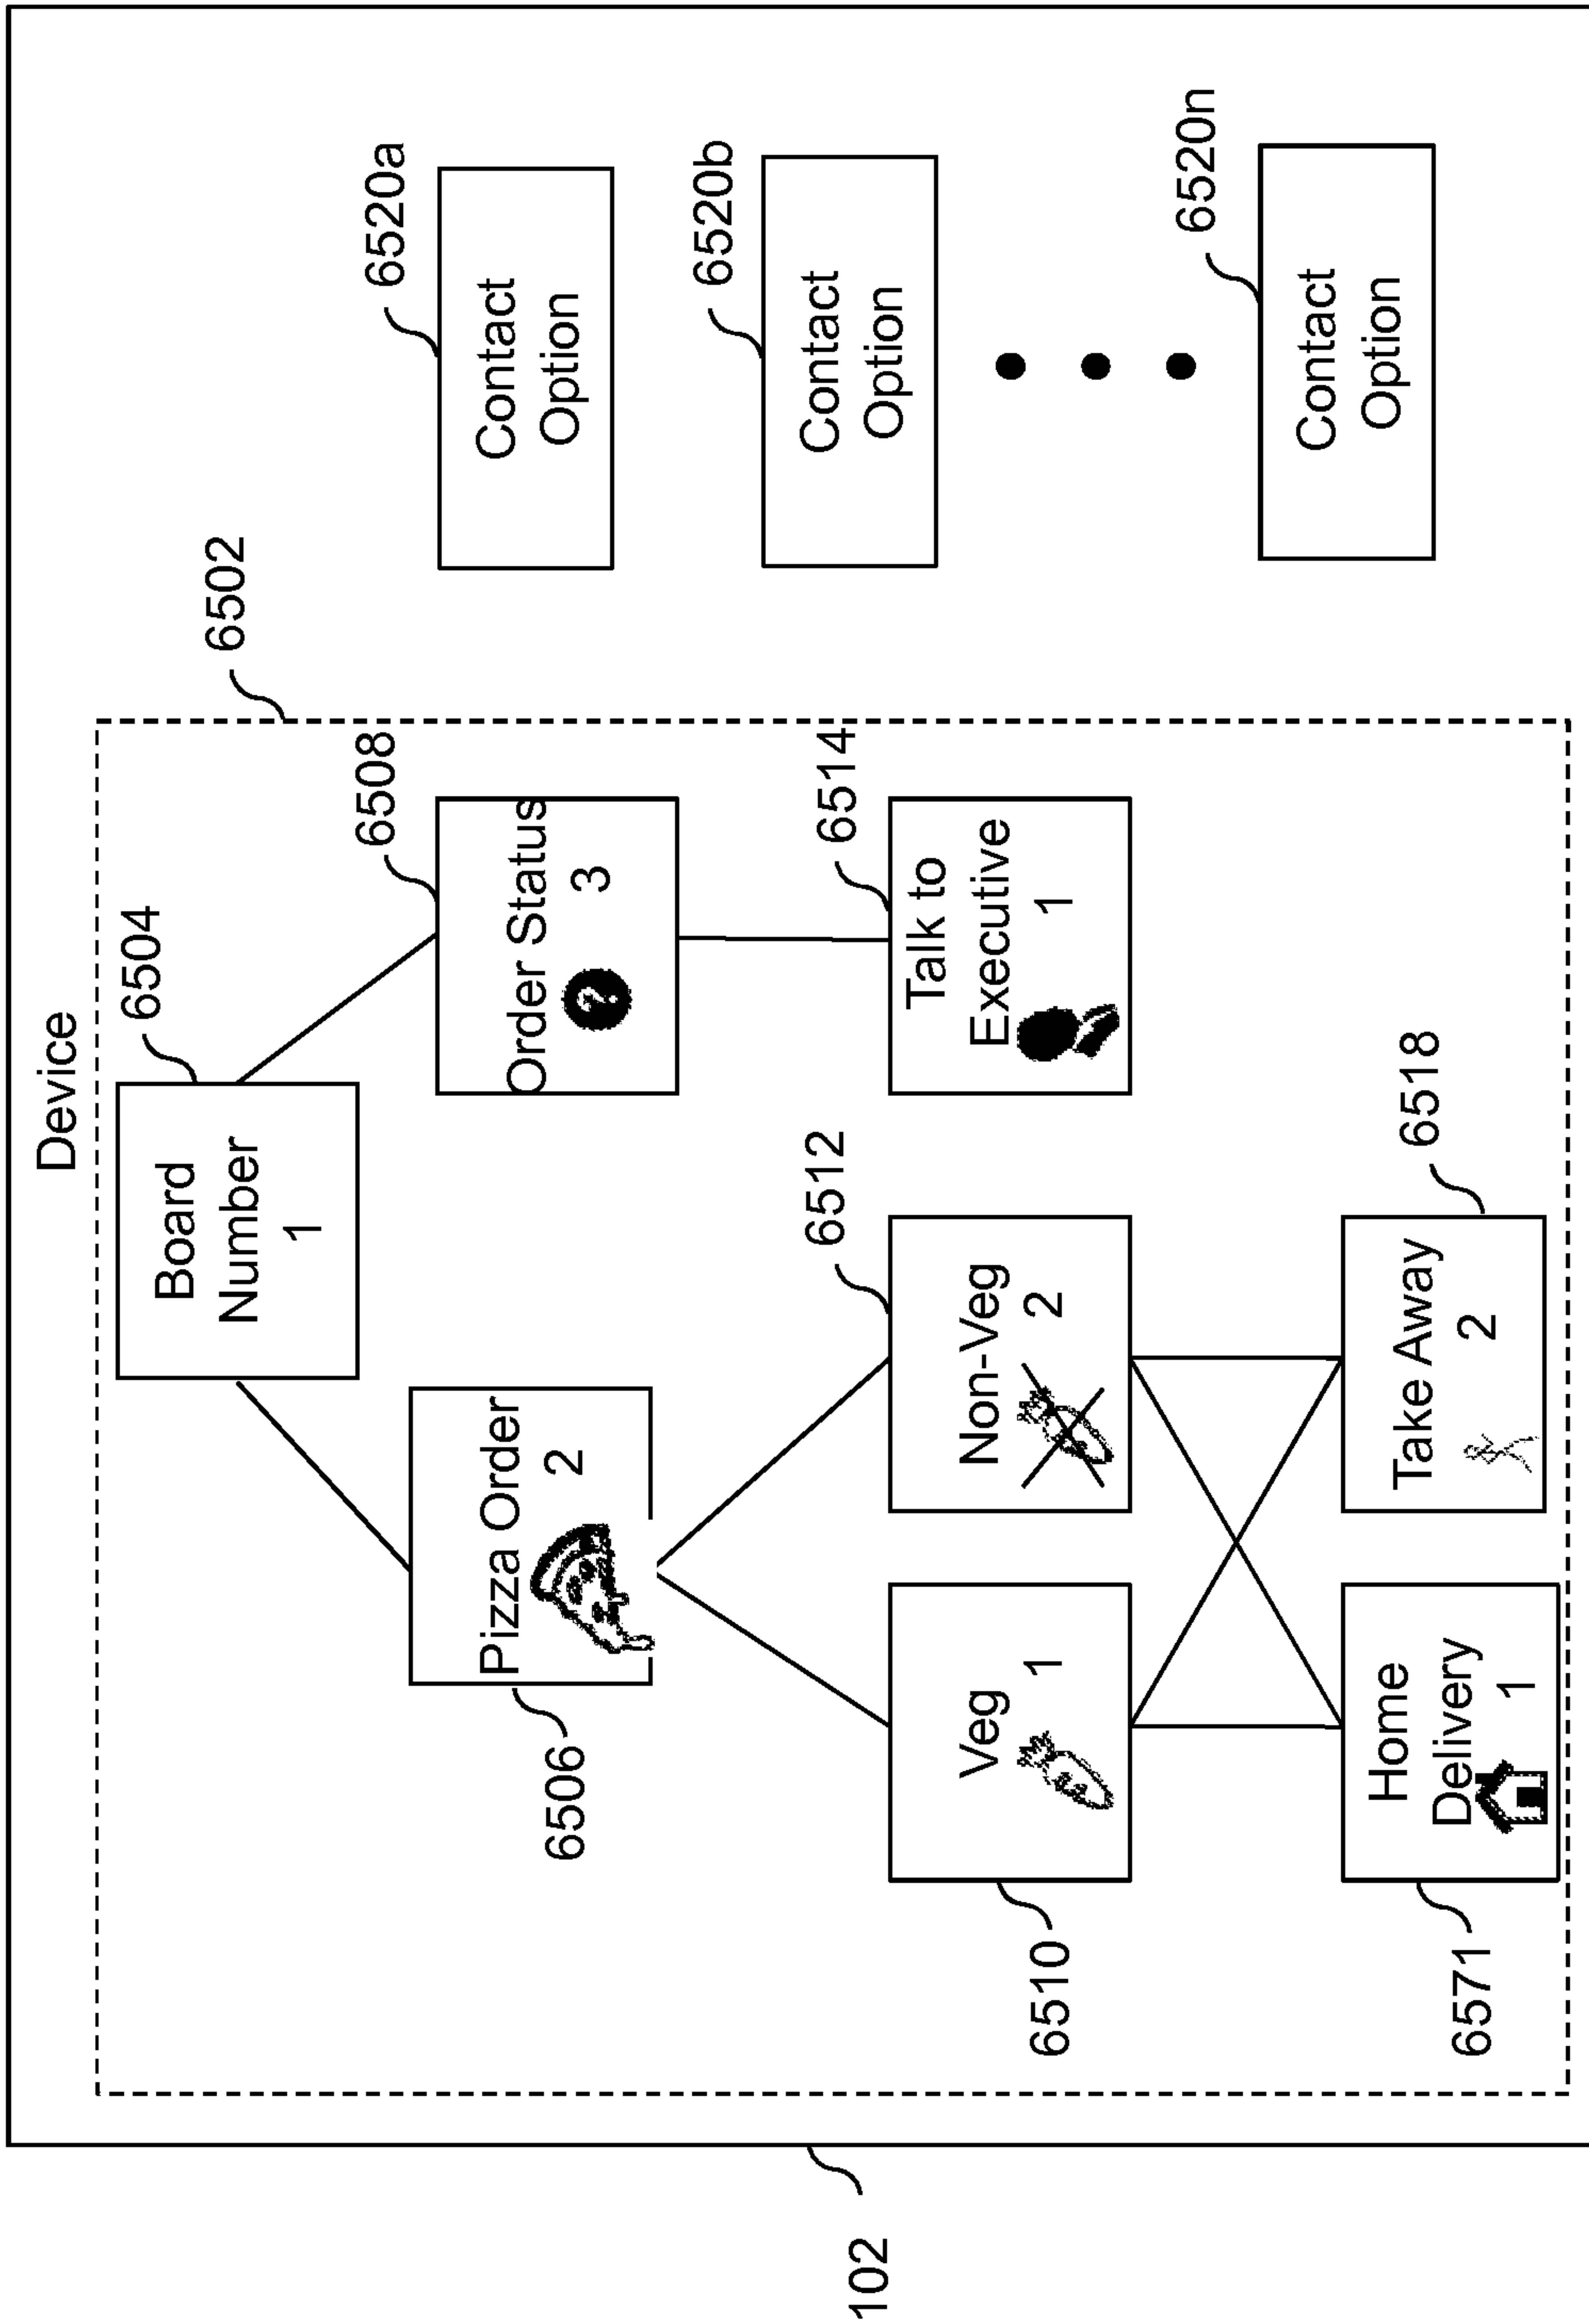 Device
6502
Board
Number
1
6504
6506
Pizza Order
2
Order Status
3
6508
6520a
Contact
Option
6520b
Contact
Option
6510
Veg
1
6512
Non-Veg
2
6514
Talk to
Executive
1
6571
Home
Delivery
1
6518
Take Away
2
6520n
Contact
Option
102